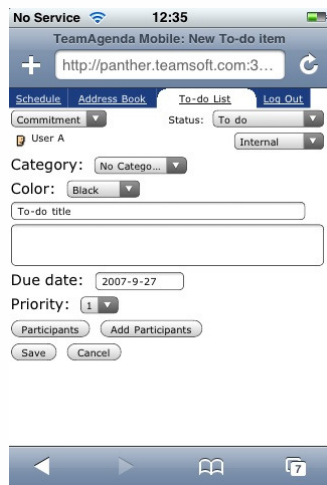 No Service 12:35
TeamAgenda Mobile: New To-do item
http://panther.teamsoft.com:3...
Schedule Address Book To-do List Log Out
Commitment Status: To do
User A Internal
Category: No Catego...
Color: Black
To-do title
Due date: 2007-9-27
Priority: 1
Participants Add Participants
Save Cancel
7